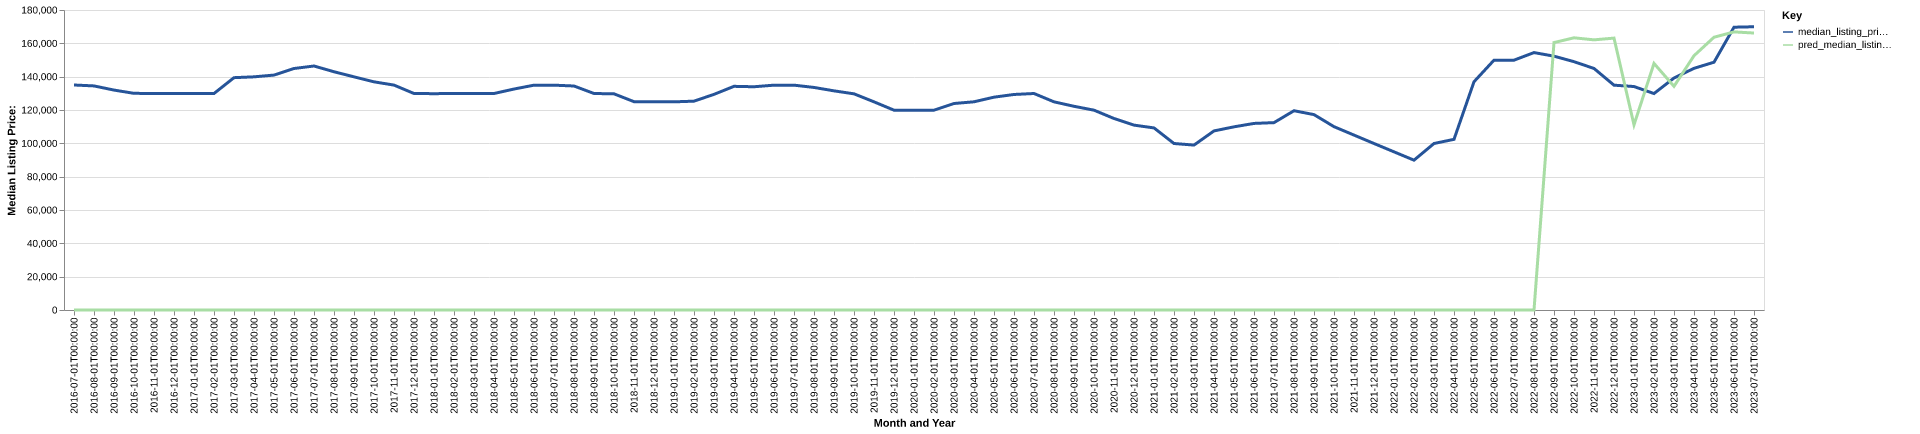 180,000
160,000
140,000
120,000
100,000
80,000
60,000
40,000
20,000
0
Median Listing Price:
2016-07-01T00:00:00
2016-08-01T00:00:00
2016-09-01T00:00:00
2016-10-01T00:00:00
2016-11-01T00:00:00
2016-12-01T00:00:00
2017-01-01T00:00:00
2017-02-01T00:00:00
2017-03-01T00:00:00
2017-04-01T00:00:00
2017-05-01T00:00:00
2017-06-01T00:00:00
2017-07-01T00:00:00
2017-08-01T00:00:00
2017-09-01T00:00:00
2017-10-01T00:00:00
2017-11-01T00:00:00
2017-12-01T00:00:00
2018-01-01T00:00:00
2018-02-01T00:00:00
2018-03-01T00:00:00
2018-04-01T00:00:00
2018-05-01T00:00:00
2018-06-01T00:00:00
2018-07-01T00:00:00
2018-08-01T00:00:00
2018-09-01T00:00:00
2018-10-01T00:00:00
2018-11-01T00:00:00
2018-12-01T00:00:00
2019-01-01T00:00:00
2019-02-01T00:00:00
2019-03-01T00:00:00
2019-04-01T00:00:00
2019-05-01T00:00:00
2019-06-01T00:00:00
2019-07-01T00:00:00
2019-08-01T00:00:00
2019-09-01T00:00:00
2019-10-01T00:00:00
2019-11-01T00:00:00
2019-12-01T00:00:00
2020-01-01T00:00:00
2020-02-01T00:00:00
2020-03-01T00:00:00
2020-04-01T00:00:00
2020-05-01T00:00:00
2020-06-01T00:00:00
2020-07-01T00:00:00
2020-08-01T00:00:00
2020-09-01T00:00:00
2020-10-01T00:00:00
2020-11-01T00:00:00
2020-12-01T00:00:00
2021-01-01T00:00:00
2021-02-01T00:00:00
2021-03-01T00:00:00
2021-04-01T00:00:00
2021-05-01T00:00:00
2021-06-01T00:00:00
2021-07-01T00:00:00
2021-08-01T00:00:00
2021-09-01T00:00:00
2021-10-01T00:00:00
2021-11-01T00:00:00
2021-12-01T00:00:00
2022-01-01T00:00:00
2022-02-01T00:00:00
2022-03-01T00:00:00
2022-04-01T00:00:00
2022-05-01T00:00:00
2022-06-01T00:00:00
2022-07-01T00:00:00
2022-08-01T00:00:00
2022-09-01T00:00:00
2022-10-01T00:00:00
2022-11-01T00:00:00
2022-12-01T00:00:00
2023-01-01T00:00:00
2023-02-01T00:00:00
2023-03-01T00:00:00
2023-04-01T00:00:00
2023-05-01T00:00:00
2023-06-01T00:00:00
2023-07-01T00:00:00
Month and Year
Key
median_listing_pri…
pred_median_listin…